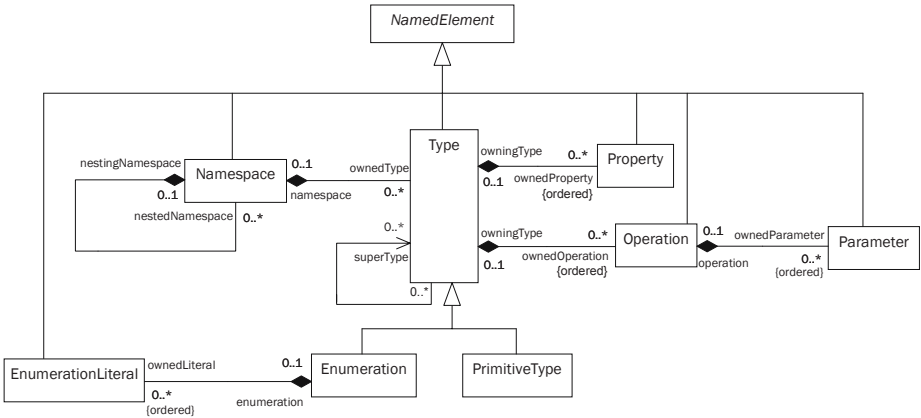 NamedElement
Type
nestingNamespace
0..1
Namespace
0..1
namespace
ownedType
0..*
nestedNamespace
0..*
owningType
0..1
0..*
ownedProperty
{ordered}
Property
0..*
superType
0..*
owningType
0..1
0..*
ownedOperation
{ordered}
Operation
0..1
operation
ownedParameter
0..*
{ordered}
Parameter
EnumerationLiteral
ownedLiteral
0..*
{ordered}
0..1
enumeration
Enumeration
PrimitiveType